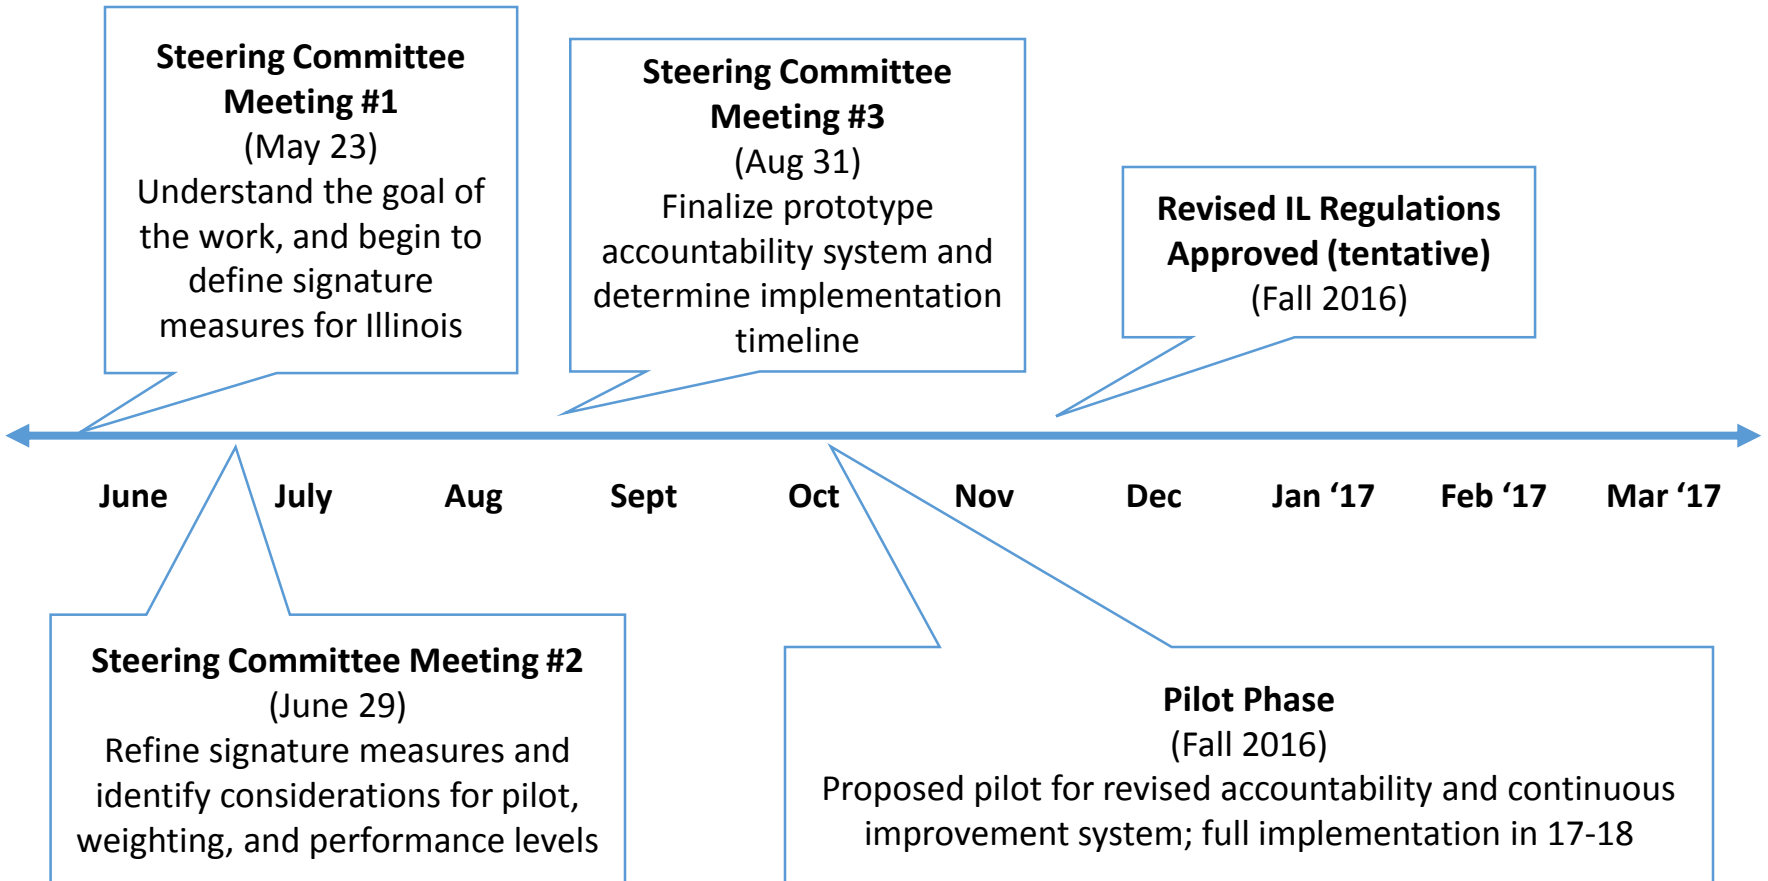 Steering Committee
Meeting #1
(May 23)
Understand the goal of
the work, and begin to
define signature
measures for Illinois
Steering Committee
Meeting #3
(Aug 31)
Finalize prototype
accountability system and
determine implementation
timeline
Revised IL Regulations
Approved (tentative)
(Fall 2016)
June July Aug Sept Oct Nov Dec Jan ‘17 Feb ‘17 Mar ‘17
Steering Committee Meeting #2
(June 29)
Refine signature measures and
identify considerations for pilot,
weighting, and performance levels
Pilot Phase
(Fall 2016)
Proposed pilot for revised accountability and continuous
improvement system; full implementation in 17-18